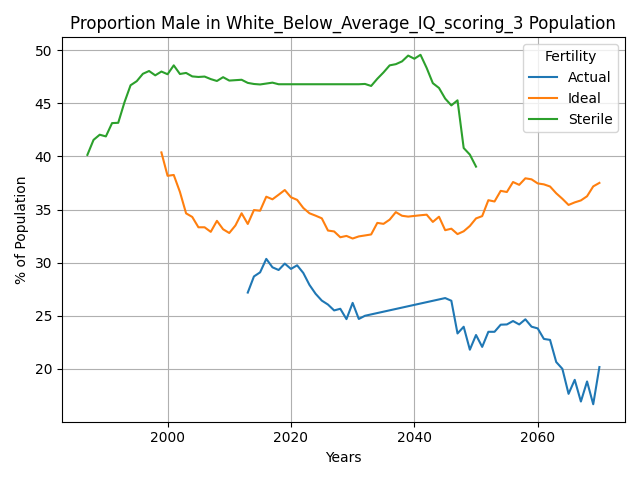 Proportion Male in White_Below_Average_IQ_scoring_3 Population
% of Population
50
45
40
35
30
25
20
Fertility
Actual
Ideal
Sterile
2000
2020
2040
2060
Years